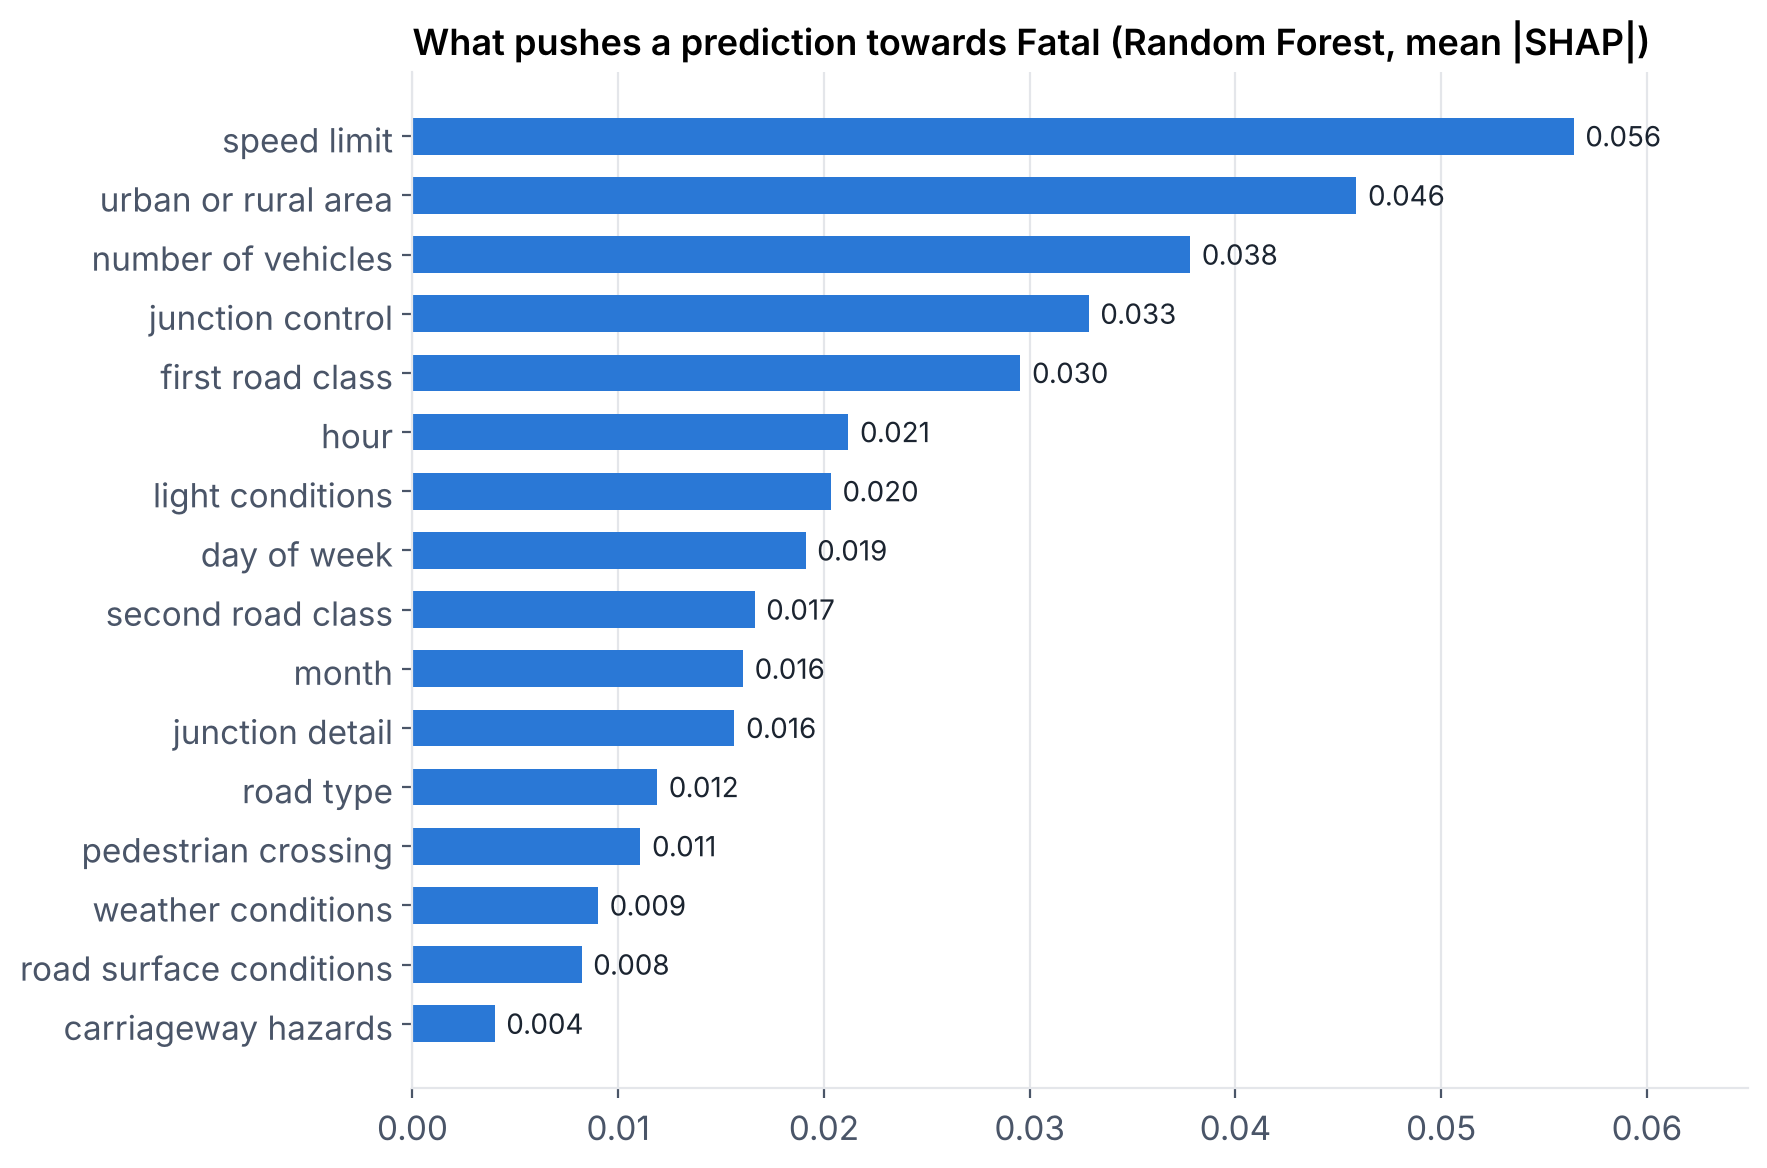 What pushes a prediction towards Fatal (Random Forest, mean |SHAP|)
speed limit 0.056
urban or rural area 0.046
number of vehicles 0.038
junction control 0.033
first road class 0.030
hour 0.021
light conditions 0.020
day of week 0.019
second road class 0.017
month 0.016
junction detail 0.016
road type 0.012
pedestrian crossing 0.011
weather conditions 0.009
road surface conditions 0.008
carriageway hazards 0.004
0.00 0.01 0.02 0.03 0.04 0.05 0.06